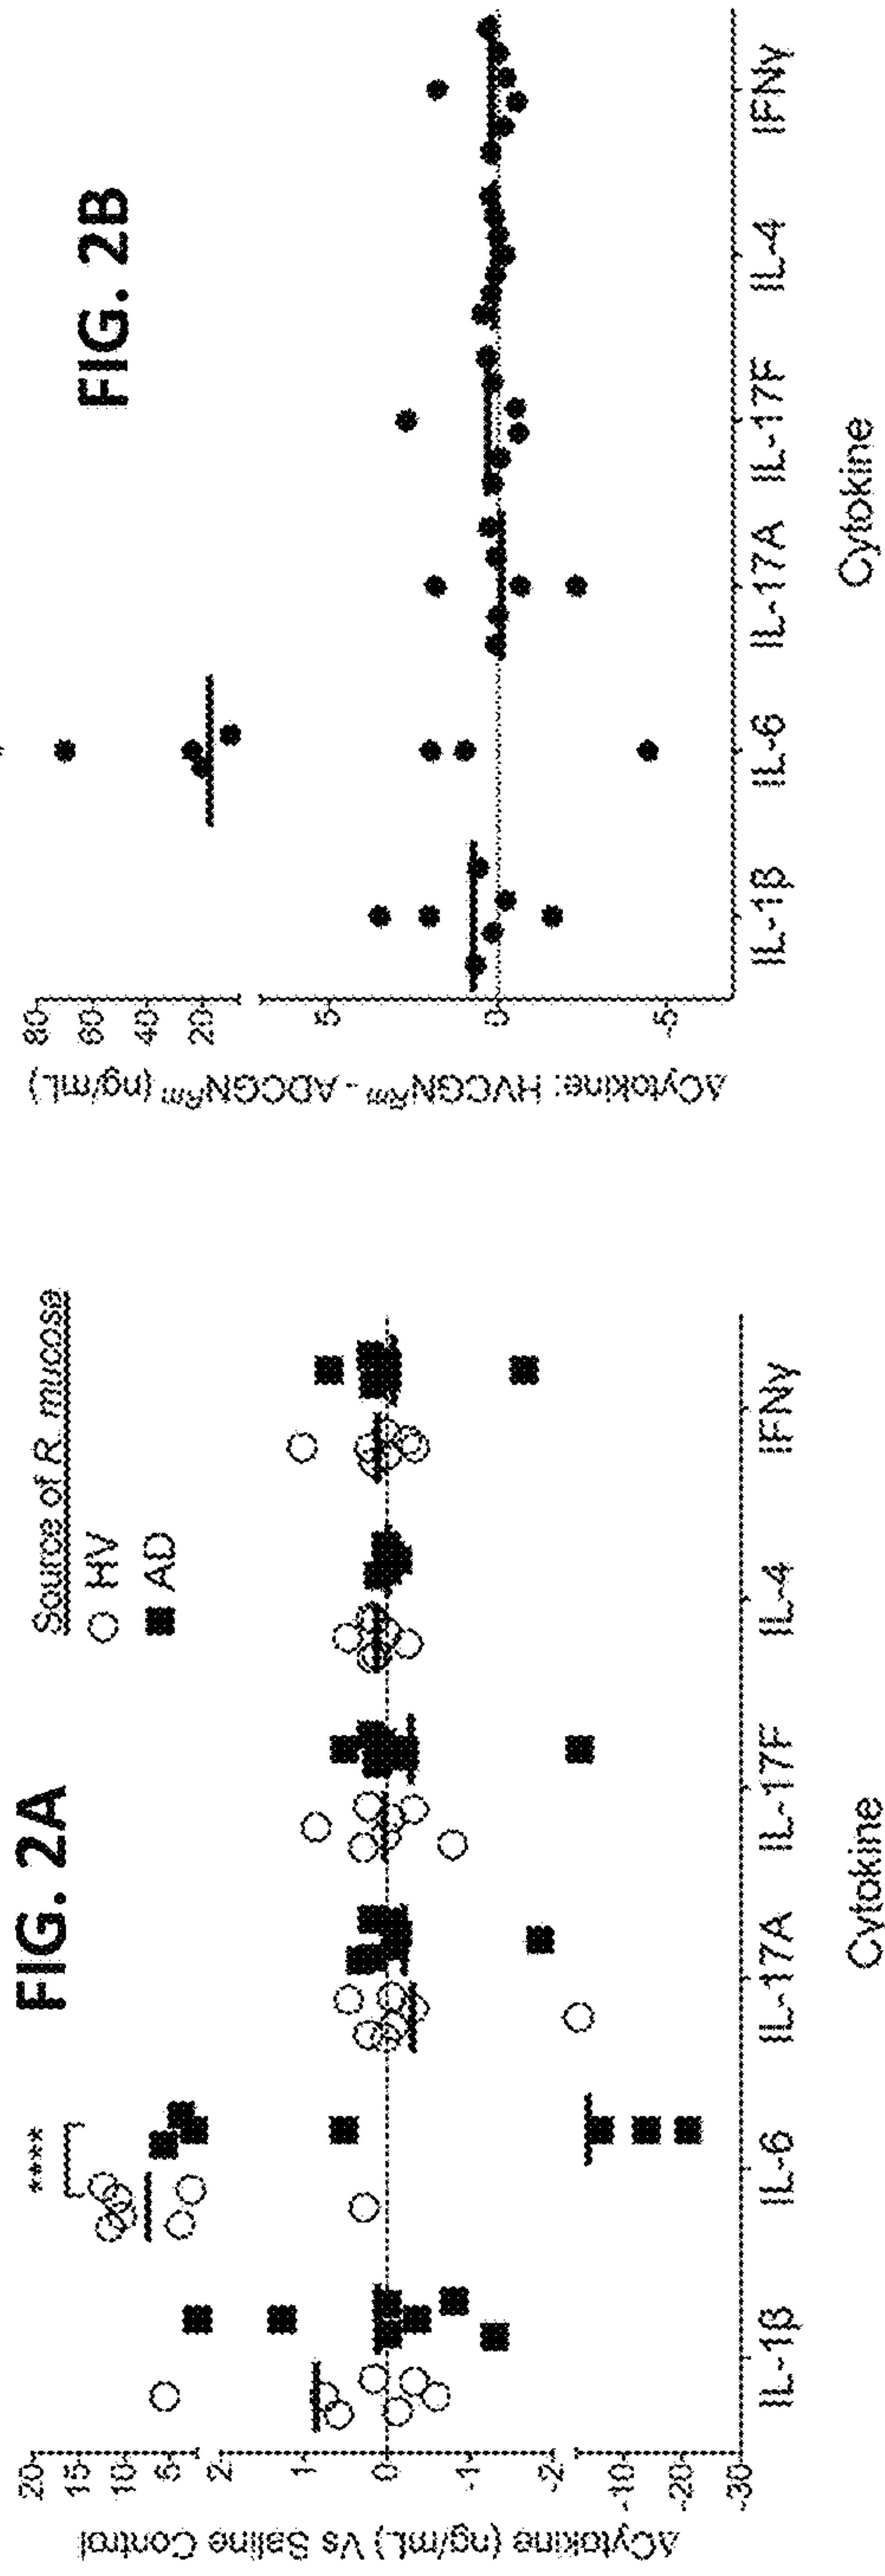 FIG. 2A
Source of R. mucosa
HV
AD
****
ΔCytokine (ng/mL) Vs Saline Control
20
15
10
5
2
1
0
-1
-2
-10
-20
-30
IL-1β
IL-6
IL-17A
IL-17F
IL-4
IFNγ
Cytokine
FIG. 2B
ΔCytokine: HVCGN Rm - ADCGN Rm (ng/mL)
80
60
40
20
5
0
-5
IL-1β
IL-6
IL-17A
IL-17F
IL-4
IFNγ
Cytokine